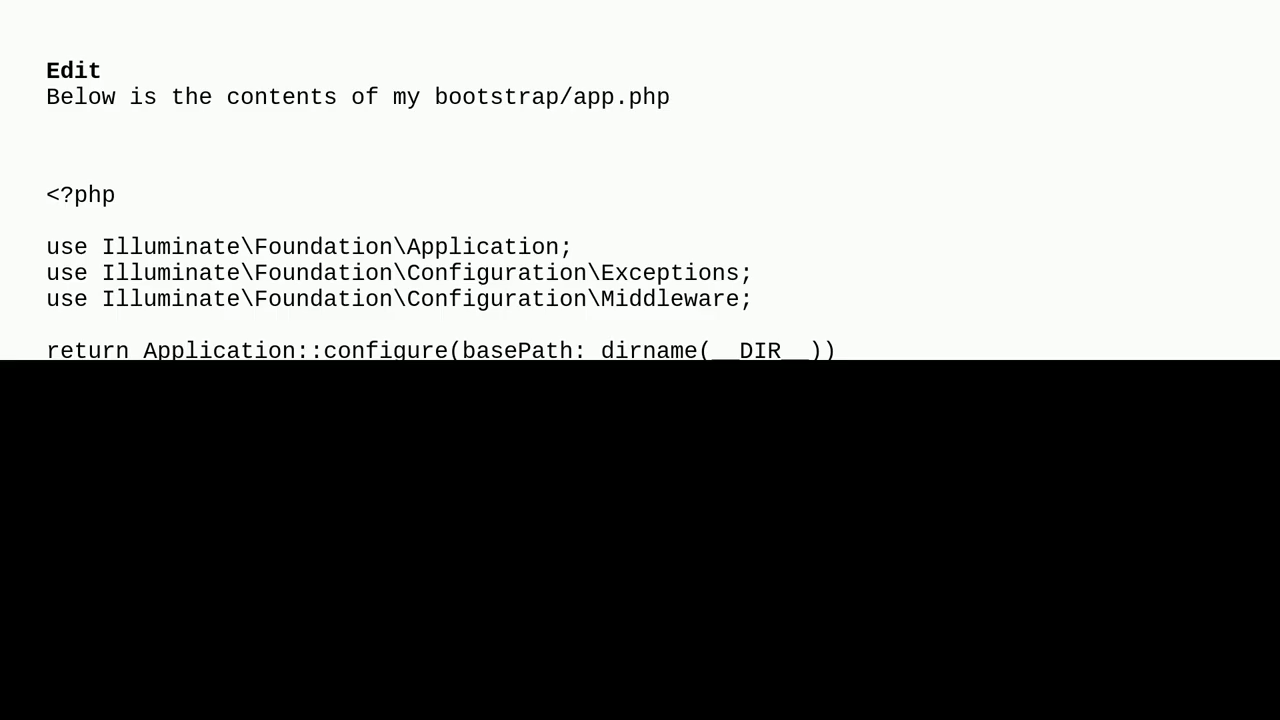 Edit
Below is the contents of my bootstrap/app.php
<?php
use Illuminate\Foundation\Application;
use Illuminate\Foundation\Configuration\Exceptions;
use Illuminate\Foundation\Configuration\Middleware;
return Application::configure(basePath: dirname(__DIR__))